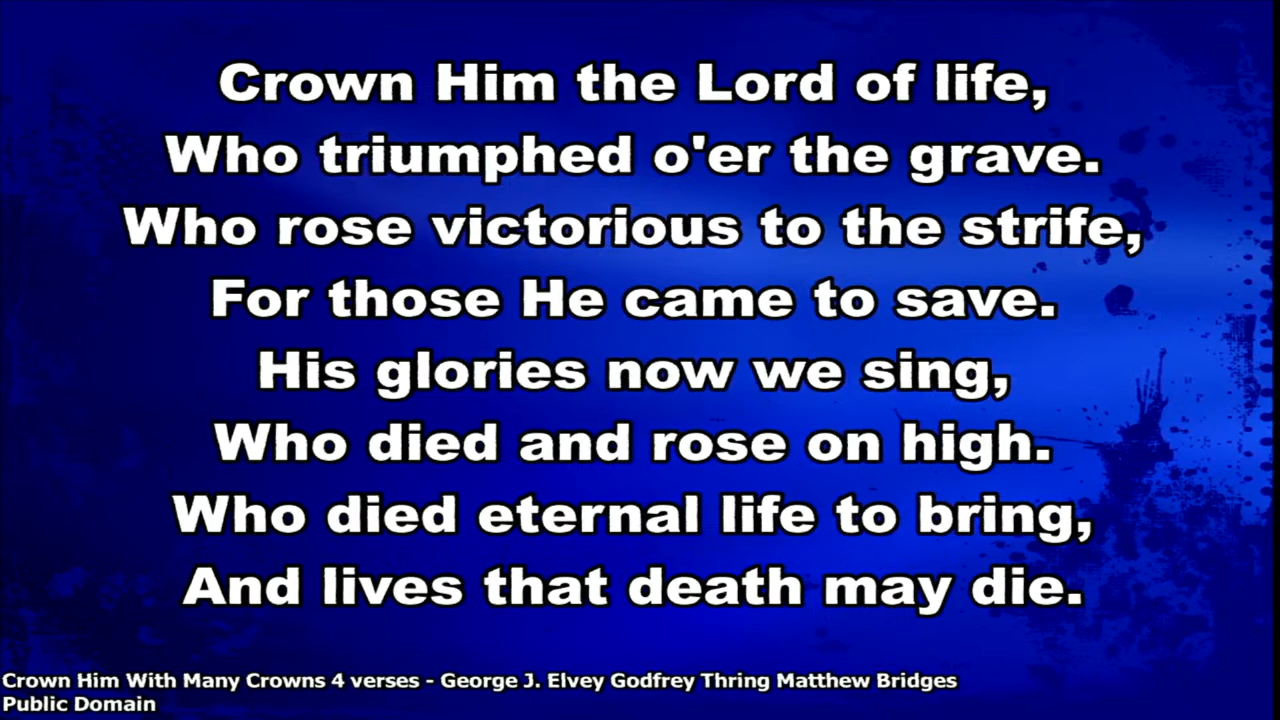 Crown Him the Lord of life,
Who triumphed o'er the grave.
Who rose victorious to the strife,
For those He came to save.
His glories now we sing,
Who died and rose on high.
Who died eternal life to bring,
And lives that death may die.
Crown Him With Many Crowns 4 verses - George J. Elvey Godfrey Thring Matthew Bridges
Public Domain